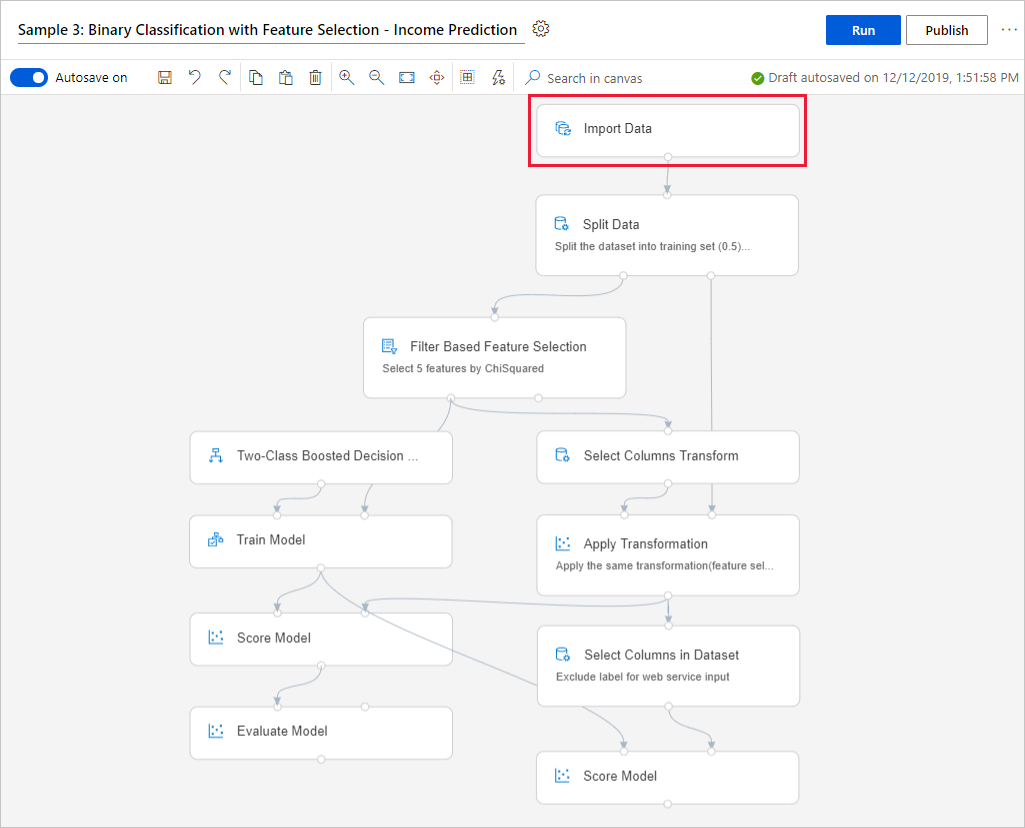 Sample 3: Binary Classification with Feature Selection - Income Prediction
Run
Publish
Autosave on
Search in canvas
Draft autosaved on 12/12/2019, 1:51:58 PM
Import Data
Split Data
Split the dataset into training set (0.5)...
Filter Based Feature Selection
Select 5 features by ChiSquared
Two-Class Boosted Decision ...
Select Columns Transform
Train Model
Apply Transformation
Apply the same transformation(feature sel...
Score Model
Select Columns in Dataset
Exclude label for web service input
Evaluate Model
Score Model